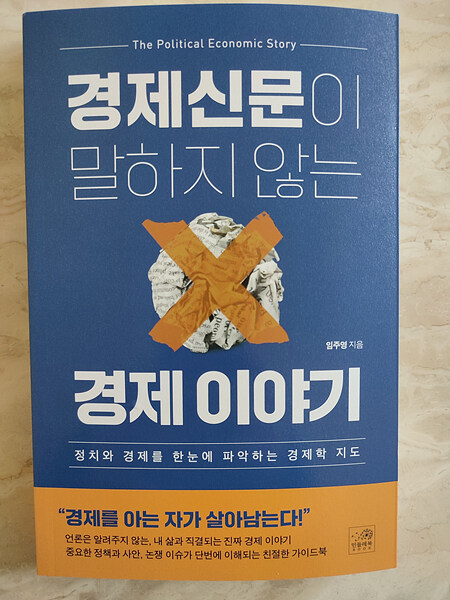 The Political Economic Story
경제신문이
말하지 않는
임주영 지음
경제 이야기
정치와 경제를 한눈에 파악하는 경제학 지도
“경제를 아는 자가 살아남는다!”
언론은 알려주지 않는, 내 삶과 직결되는 진짜 경제 이야기
중요한 정책과 사안, 논쟁 이슈가 단번에 이해되는 친절한 가이드북
민들레북